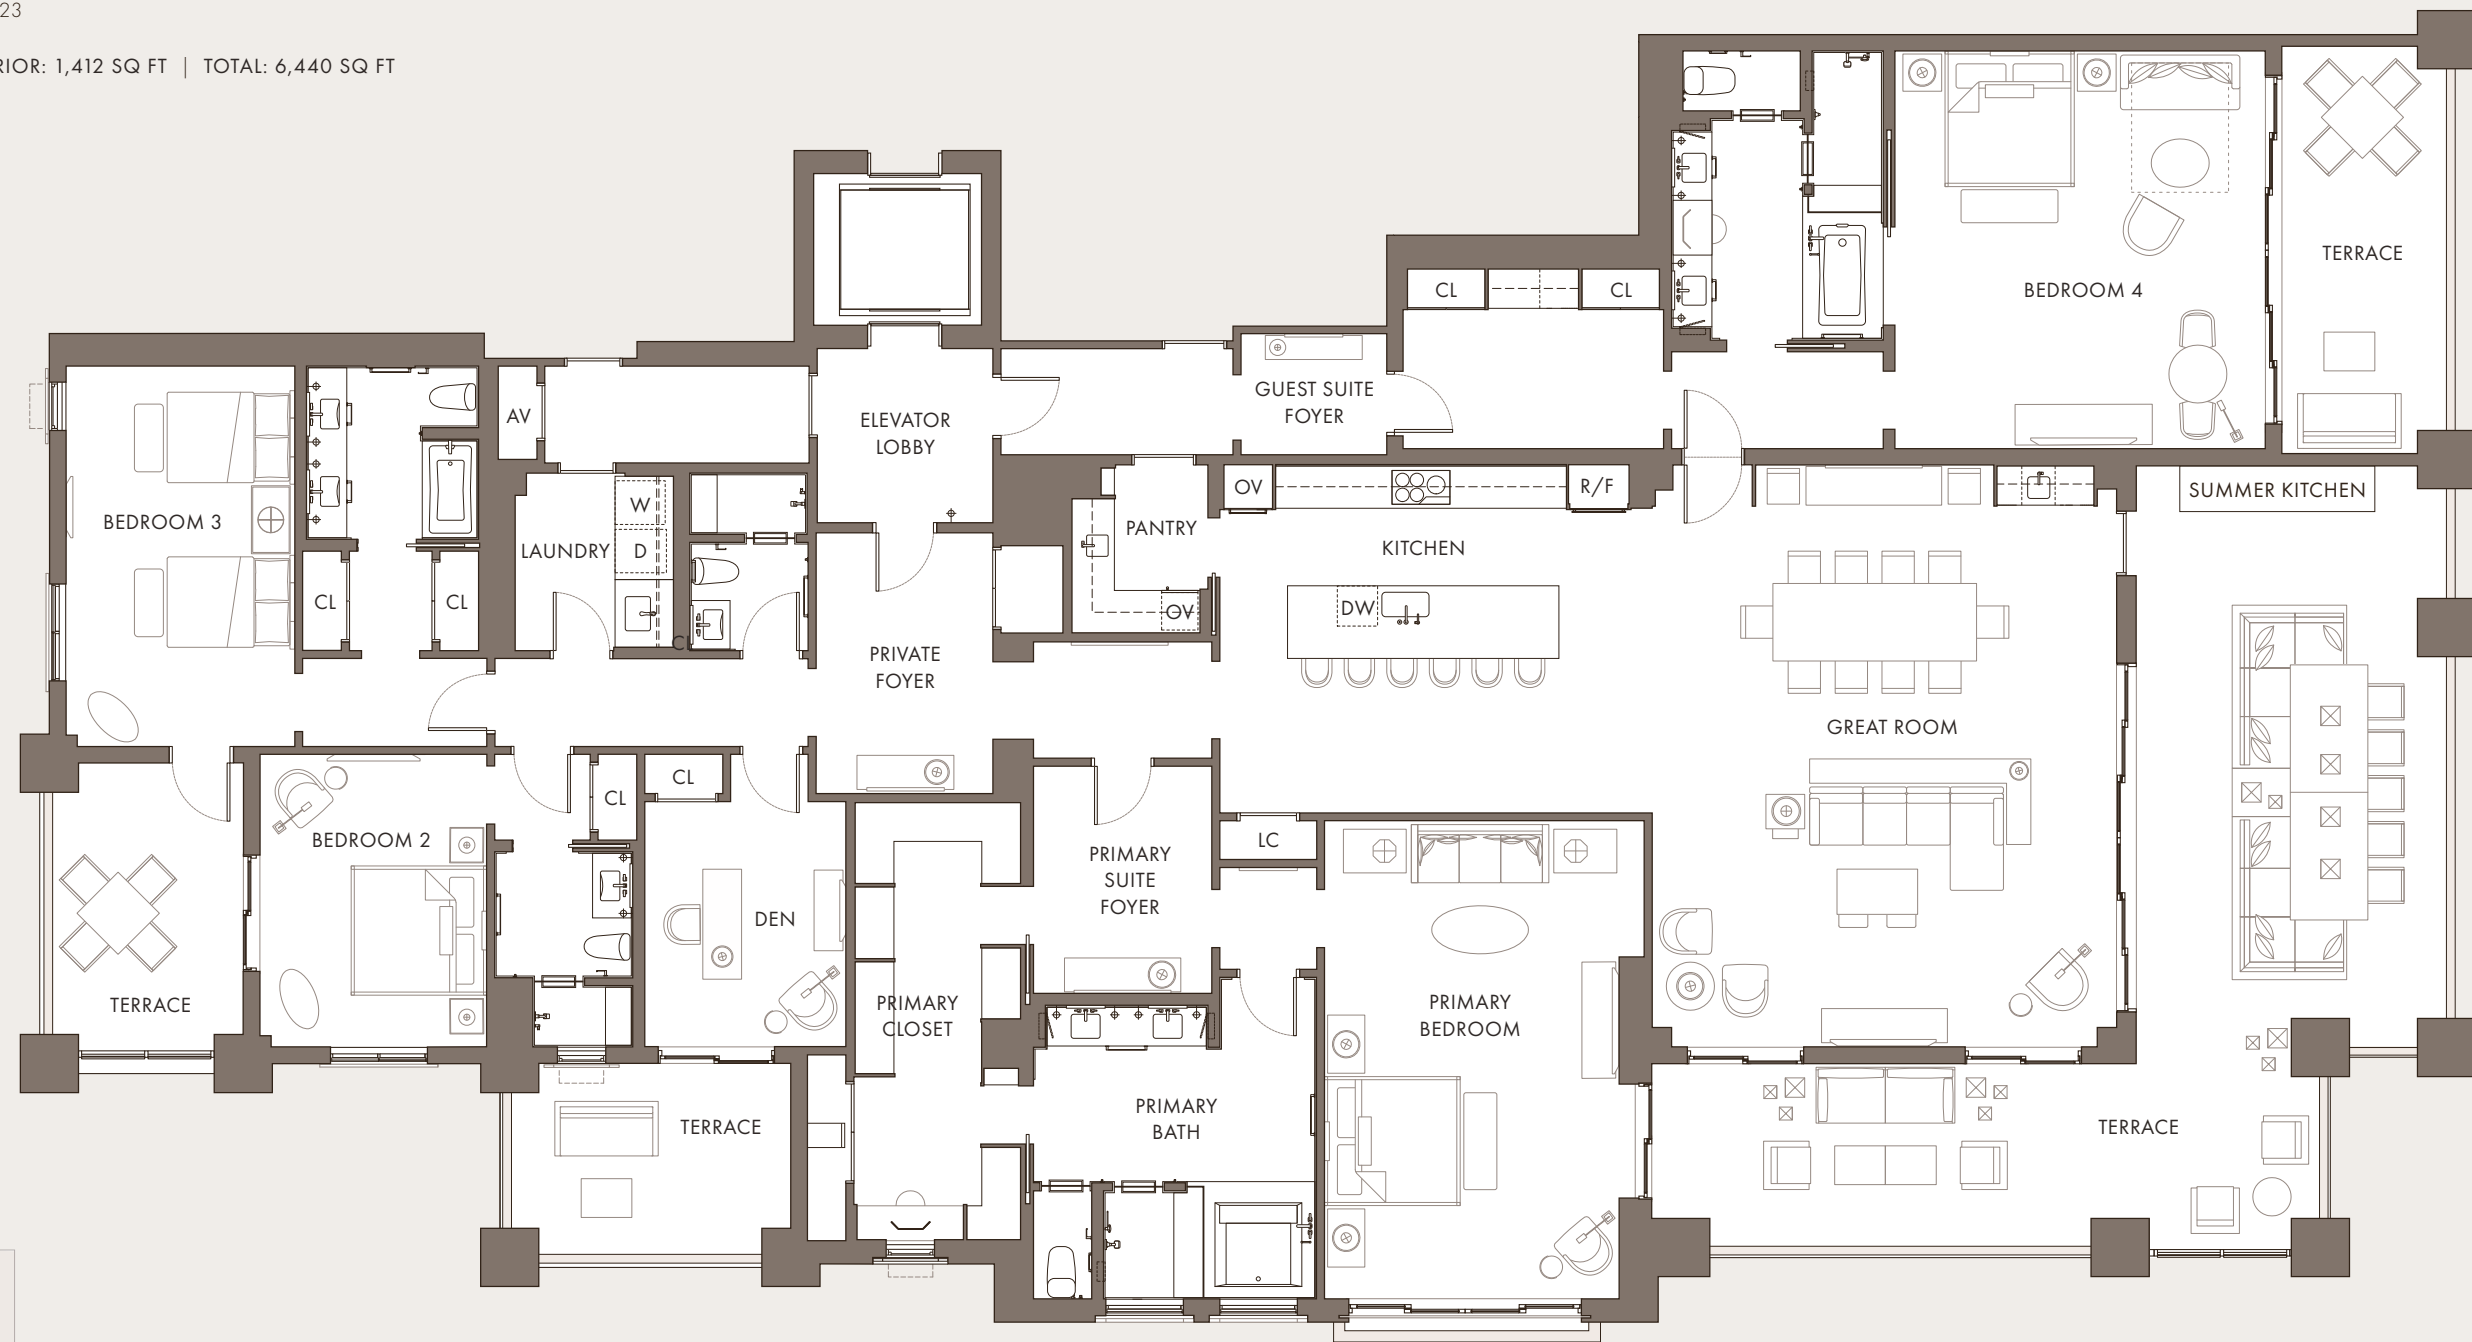 23
RIOR: 1,412 SQ FT | TOTAL: 6,440 SQ FT
TERRACE
BEDROOM 4
CL
CL
GUEST SUITE
FOYER
ELEVATOR
LOBBY
AV
OV
R/F
SUMMER KITCHEN
W
BEDROOM 3
PANTRY
LAUNDRY
D
KITCHEN
CL
CL
OV
DW
CL
PRIVATE
FOYER
GREAT ROOM
CL
CL
BEDROOM 2
LC
PRIMARY
SUITE
FOYER
DEN
TERRACE
PRIMARY
CLOSET
PRIMARY
BEDROOM
PRIMARY
BATH
TERRACE
TERRACE